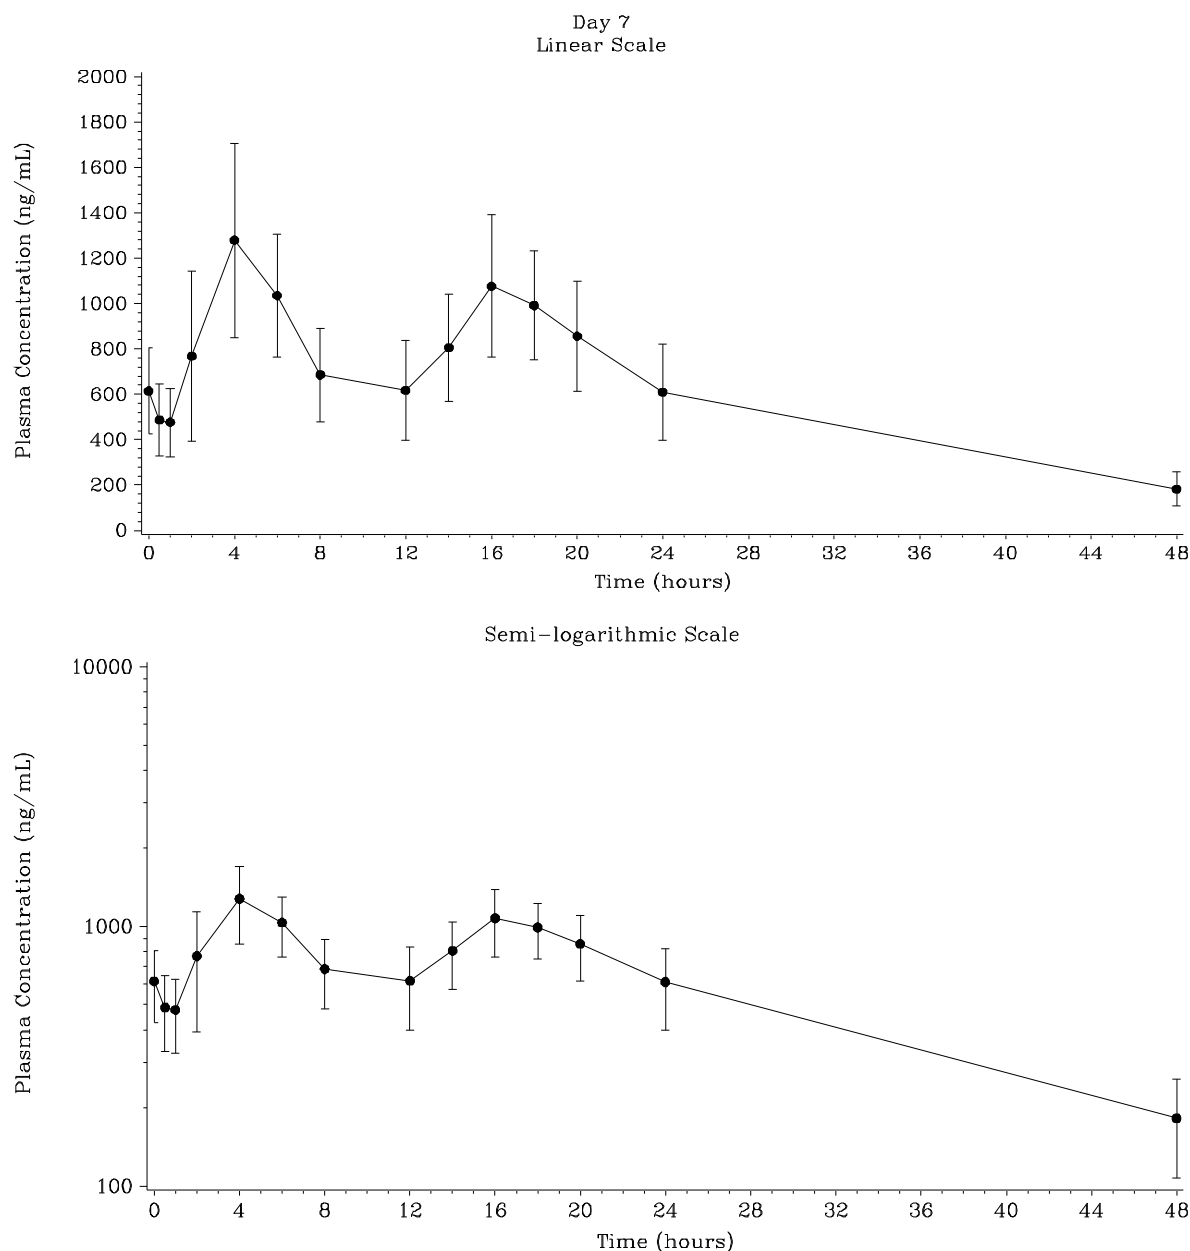 Day 7
Linear Scale
Plasma Concentration (ng/mL)
2000
1800
1600
1400
1200
1000
800
600
400
200
0
0 4 8 12 16 20 24 28 32 36 40 44 48
Time (hours)
Semi-logarithmic Scale
Plasma Concentration (ng/mL)
10000
1000
100
0 4 8 12 16 20 24 28 32 36 40 44 48
Time (hours)